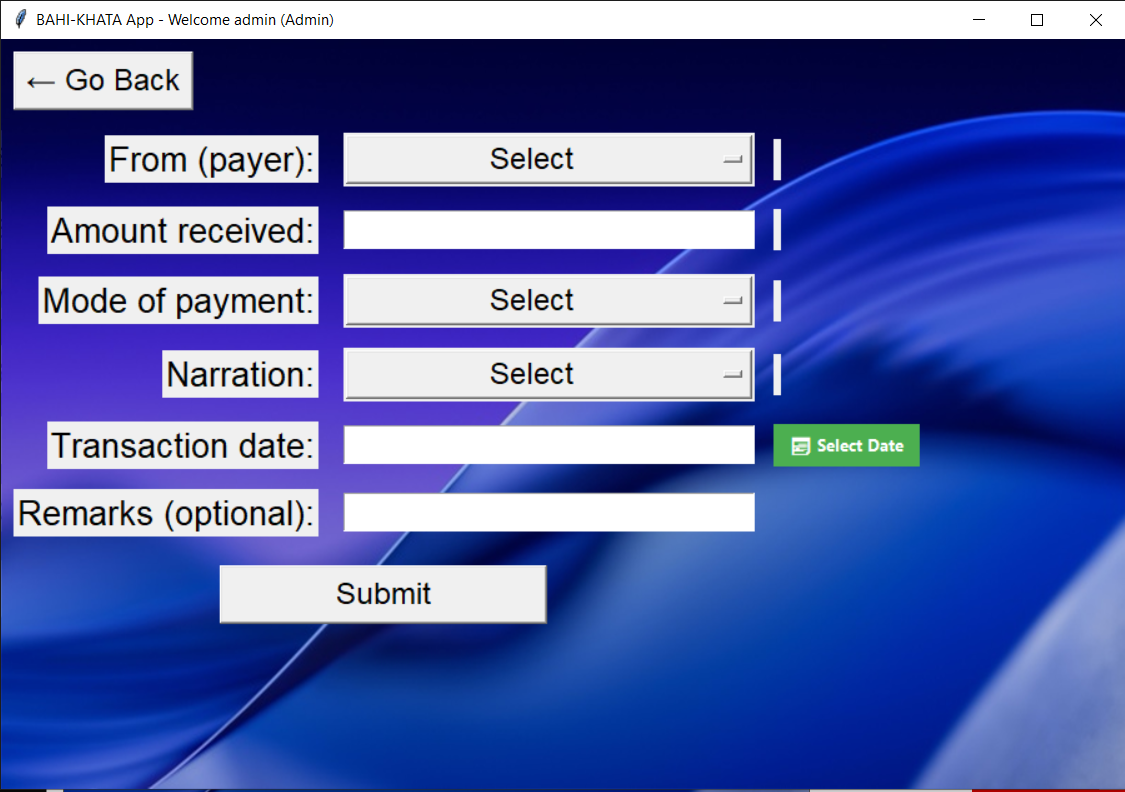 BAHI-KHATA App - Welcome admin (Admin)
← Go Back
From (payer): Select
Amount received:
Mode of payment: Select
Narration: Select
Transaction date: Select Date
Remarks (optional):
Submit